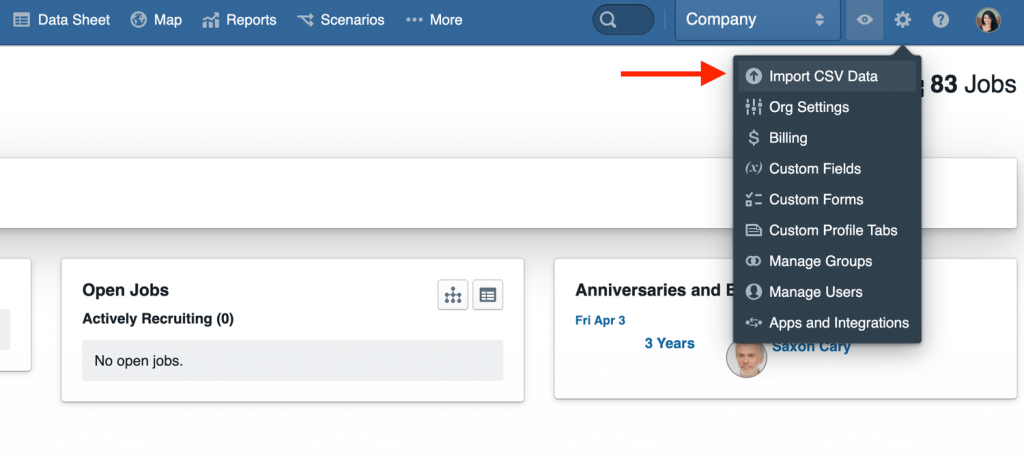 Data Sheet
Map
Reports
Scenarios
More
Company
83 Jobs
Import CSV Data
Org Settings
Billing
(x) Custom Fields
Custom Forms
Custom Profile Tabs
Manage Groups
Manage Users
Apps and Integrations
Open Jobs
Actively Recruiting (0)
No open jobs.
Anniversaries and
Fri Apr 3
3 Years
Saxon Cary